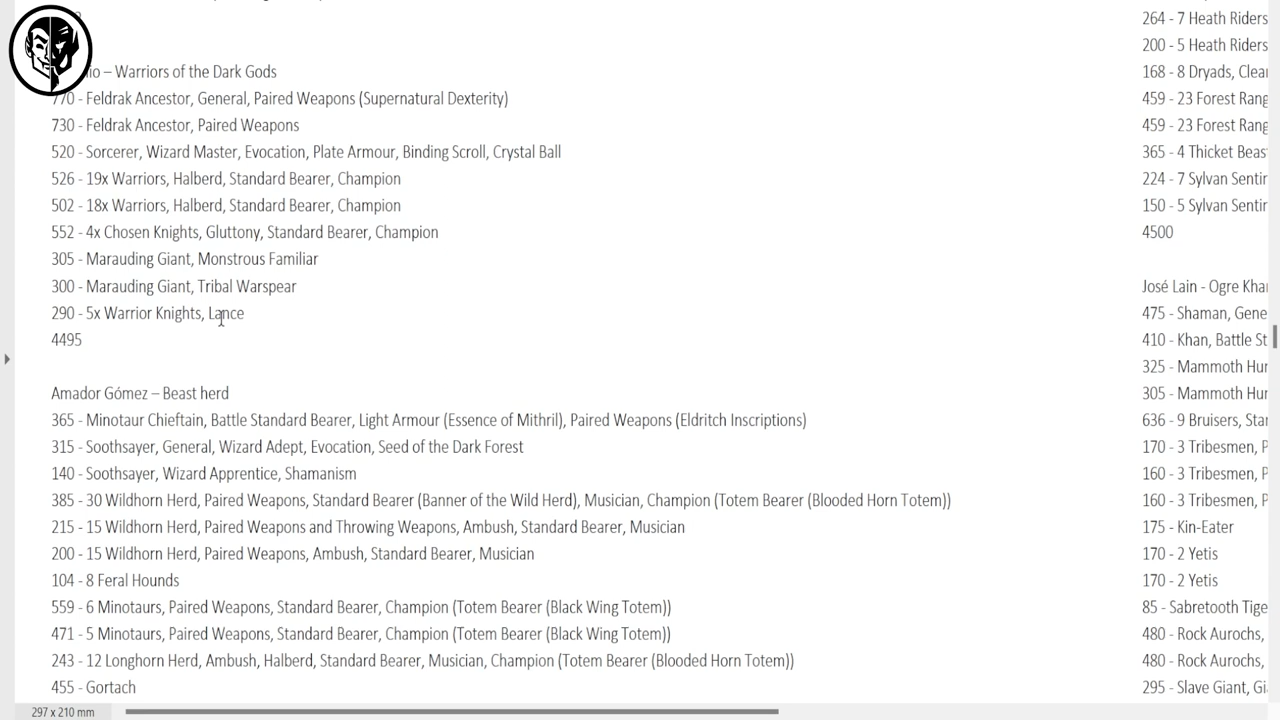 – Warriors of the Dark Gods
770 - Feldrak Ancestor, General, Paired Weapons (Supernatural Dexterity)
730 - Feldrak Ancestor, Paired Weapons
520 - Sorcerer, Wizard Master, Evocation, Plate Armour, Binding Scroll, Crystal Ball
526 - 19x Warriors, Halberd, Standard Bearer, Champion
502 - 18x Warriors, Halberd, Standard Bearer, Champion
552 - 4x Chosen Knights, Gluttony, Standard Bearer, Champion
305 - Marauding Giant, Monstrous Familiar
300 - Marauding Giant, Tribal Warspear
290 - 5x Warrior Knights, Lance
4495
Amador Gómez – Beast herd
365 - Minotaur Chieftain, Battle Standard Bearer, Light Armour (Essence of Mithril), Paired Weapons (Eldritch Inscriptions)
315 - Soothsayer, General, Wizard Adept, Evocation, Seed of the Dark Forest
140 - Soothsayer, Wizard Apprentice, Shamanism
385 - 30 Wildhorn Herd, Paired Weapons, Standard Bearer (Banner of the Wild Herd), Musician, Champion (Totem Bearer (Blooded Horn Totem))
215 - 15 Wildhorn Herd, Paired Weapons and Throwing Weapons, Ambush, Standard Bearer, Musician
200 - 15 Wildhorn Herd, Paired Weapons, Ambush, Standard Bearer, Musician
104 - 8 Feral Hounds
559 - 6 Minotaurs, Paired Weapons, Standard Bearer, Champion (Totem Bearer (Black Wing Totem))
471 - 5 Minotaurs, Paired Weapons, Standard Bearer, Champion (Totem Bearer (Black Wing Totem))
243 - 12 Longhorn Herd, Ambush, Halberd, Standard Bearer, Musician, Champion (Totem Bearer (Blooded Horn Totem))
455 - Gortach
264 - 7 Heath Riders
200 - 5 Heath Riders
168 - 8 Dryads, Clea
459 - 23 Forest Rang
459 - 23 Forest Rang
365 - 4 Thicket Beas
224 - 7 Sylvan Sentin
150 - 5 Sylvan Sentin
4500
José Lain - Ogre Kha
475 - Shaman, Gene
410 - Khan, Battle St
325 - Mammoth Hu
305 - Mammoth Hu
636 - 9 Bruisers, Sta
170 - 3 Tribesmen, P
160 - 3 Tribesmen, P
160 - 3 Tribesmen, P
175 - Kin-Eater
170 - 2 Yetis
170 - 2 Yetis
85 - Sabretooth Tige
480 - Rock Aurochs,
480 - Rock Aurochs,
295 - Slave Giant, Gi
297 x 210 mm